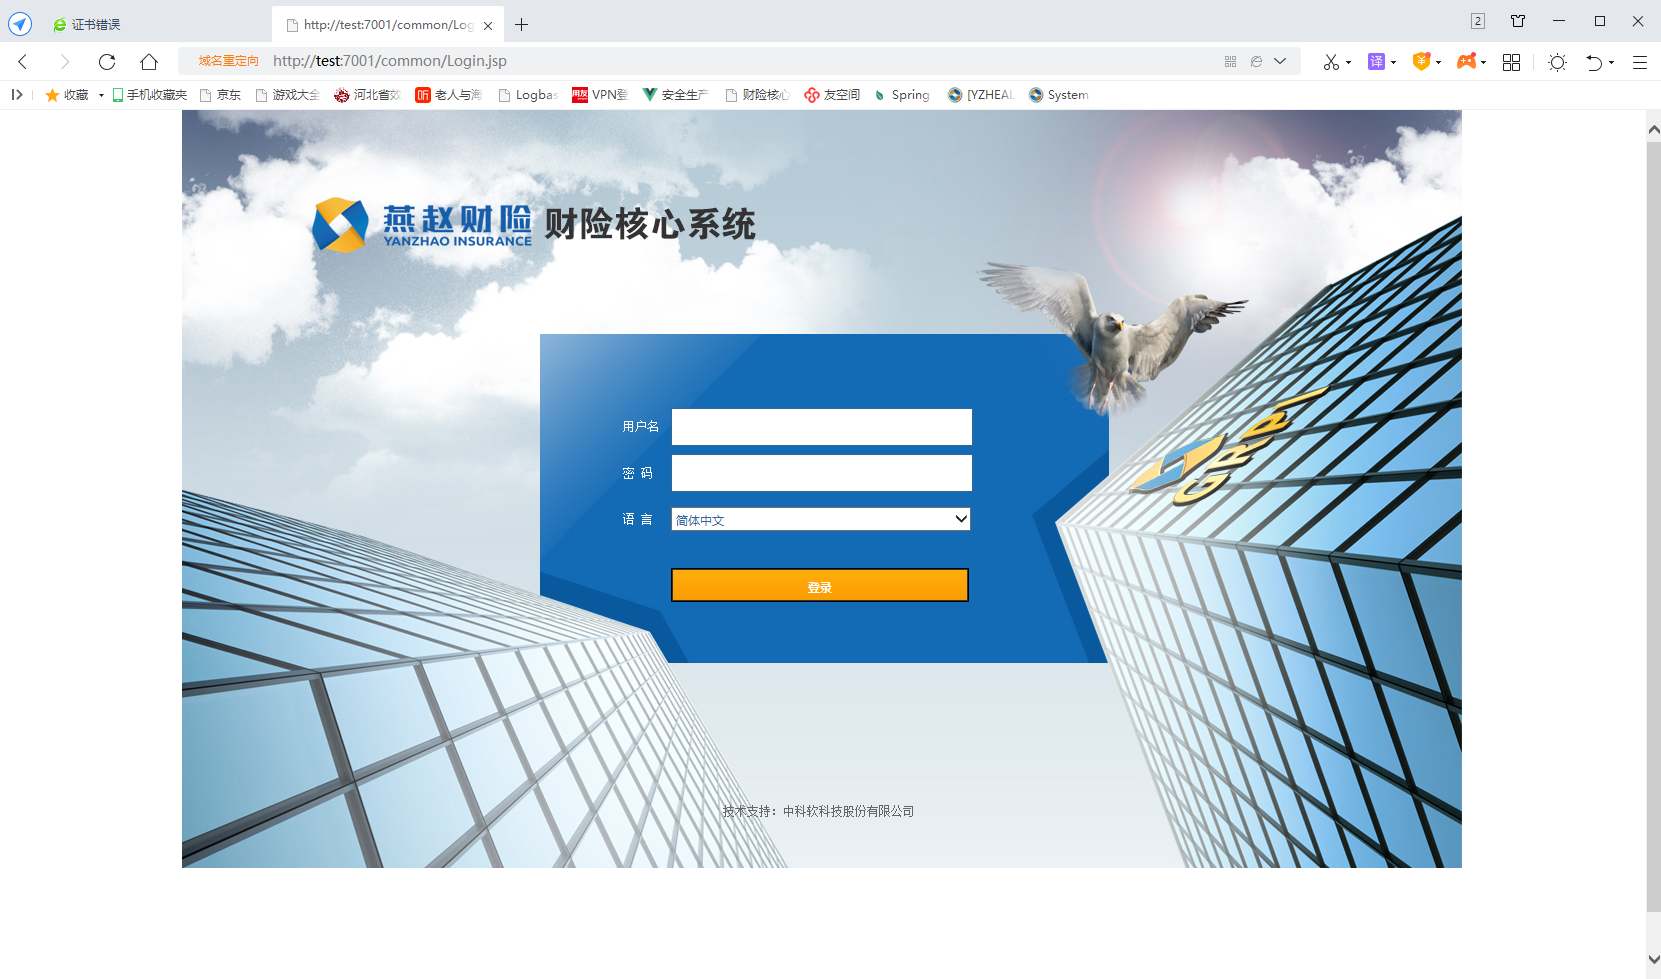 证书错误
http://test:7001/common/Log
2
域名重定向 http://test:7001/common/Login.jsp
译
收藏 手机收藏夹 京东 游戏大全 河北省效 老人与海 Logbas VPN登 安全生产 财险核心 友空间 Spring [YZHEAL System
燕赵财险 财险核心系统
YANZHAO INSURANCE
用户名
密 码
语 言 简体中文
登录
技术支持：中科软科技股份有限公司